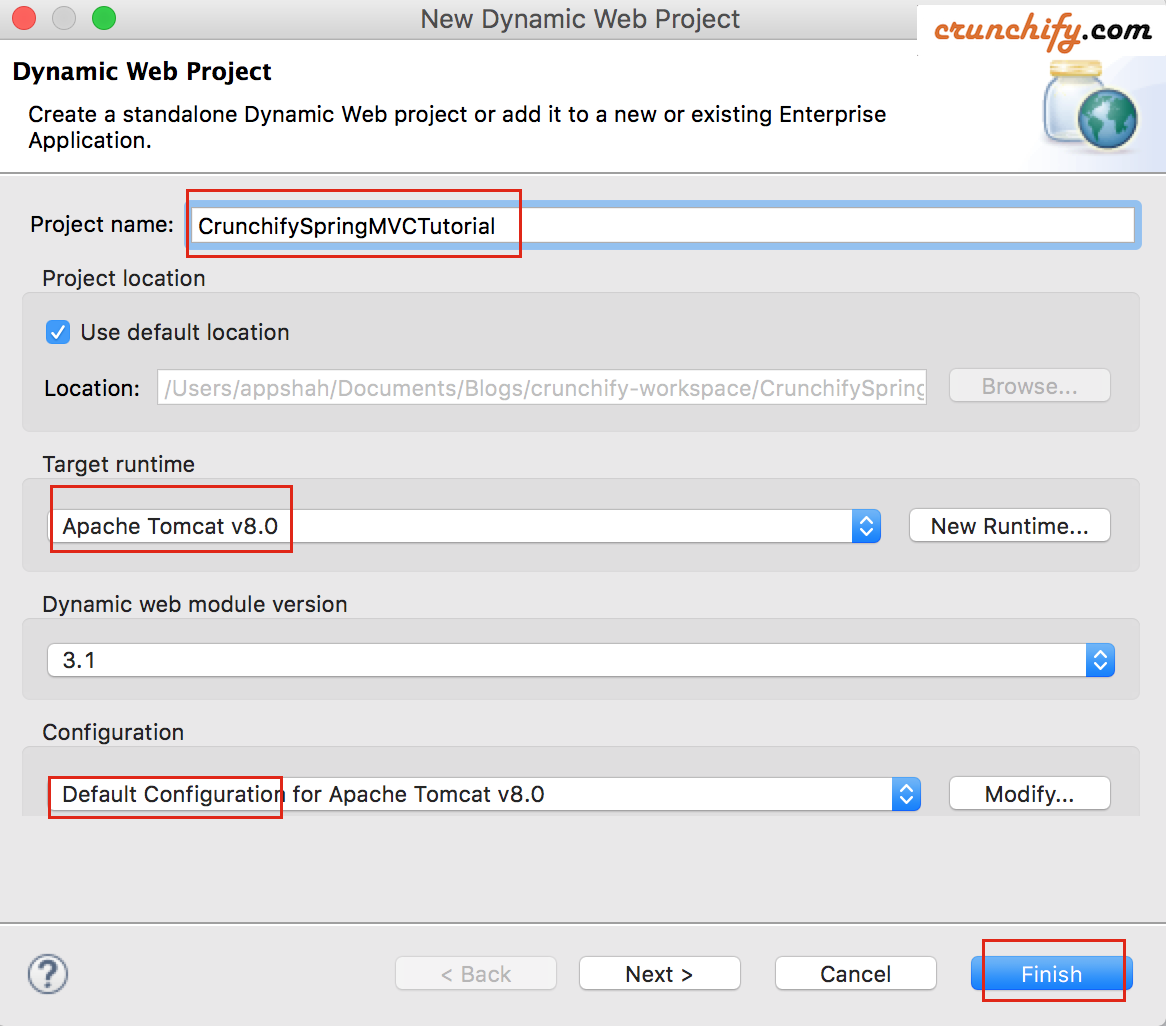 New Dynamic Web Project
crunchify.com
Dynamic Web Project
Create a standalone Dynamic Web project or add it to a new or existing Enterprise
Application.
Project name: CrunchifySpringMVCTutorial
Project location
Use default location
Location: /Users/appshah/Documents/Blogs/crunchify-workspace/CrunchifySpring Browse...
Target runtime
Apache Tomcat v8.0 New Runtime...
Dynamic web module version
3.1
Configuration
Default Configuration for Apache Tomcat v8.0 Modify...
? < Back Next > Cancel Finish